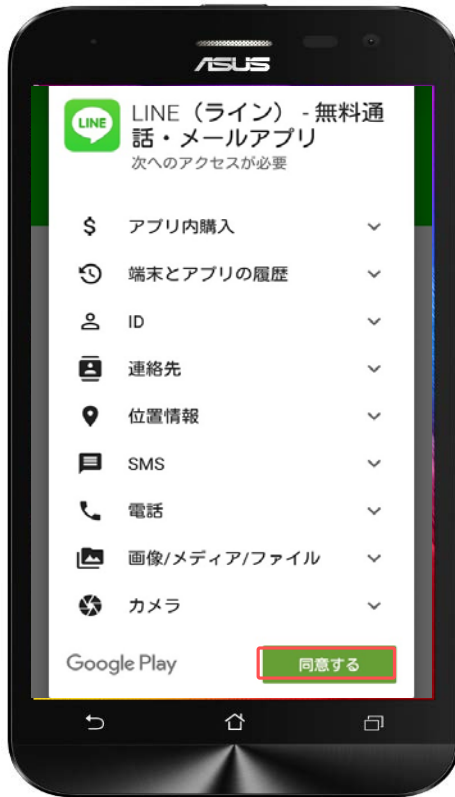 ASUS
LINE
LINE（ライン） - 無料通
話・メールアプリ
次へのアクセスが必要
アプリ内購入
端末とアプリの履歴
ID
連絡先
位置情報
SMS
電話
画像/メディア/ファイル
カメラ
Google Play
同意する